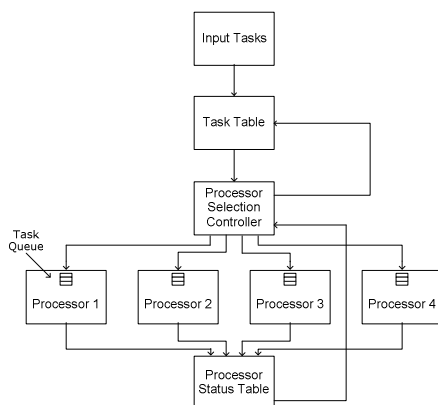 Input Tasks
Task Table
Processor
Selection
Controller
Task
Queue
Processor 1
Processor 2
Processor 3
Processor 4
Processor
Status Table